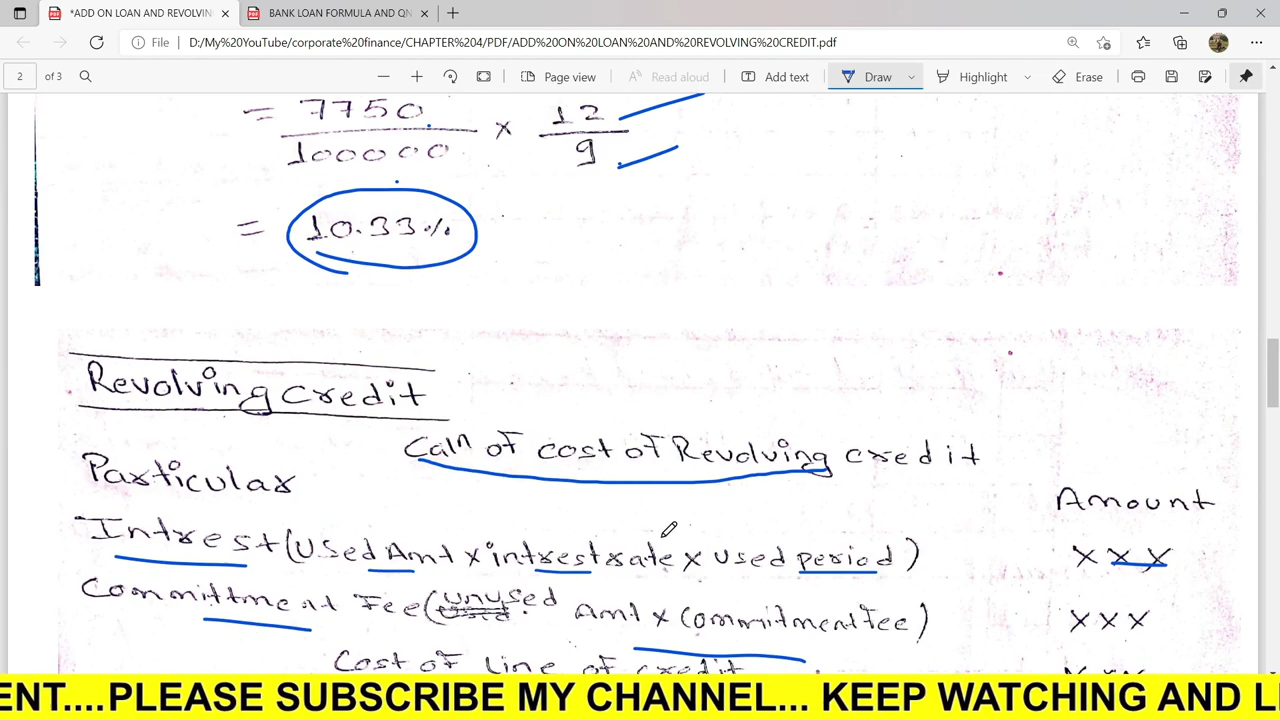 *ADD ON LOAN AND REVOLVIN
BANK LOAN FORMULA AND QN
File
D:/My%20YouTube/corporate%20finance/CHAPTER%204/PDF/ADD%20ON%20LOAN%20AND%20REVOLVING%20CREDIT.pdf
2 of 3
Page view
Read aloud
Add text
Draw
Highlight
Erase
= 7750 / 100000 × 12 / 9
= 10.33%
Revolving credit
Calⁿ of cost of Revolving credit
Particular
Amount
Intrest (Used Amt × intrest rate × used period) ×××
Committment Fee (unused Amt × commitment Fee) ×××
Cost of Line of credit
ENT....PLEASE SUBSCRIBE MY CHANNEL... KEEP WATCHING AND LI